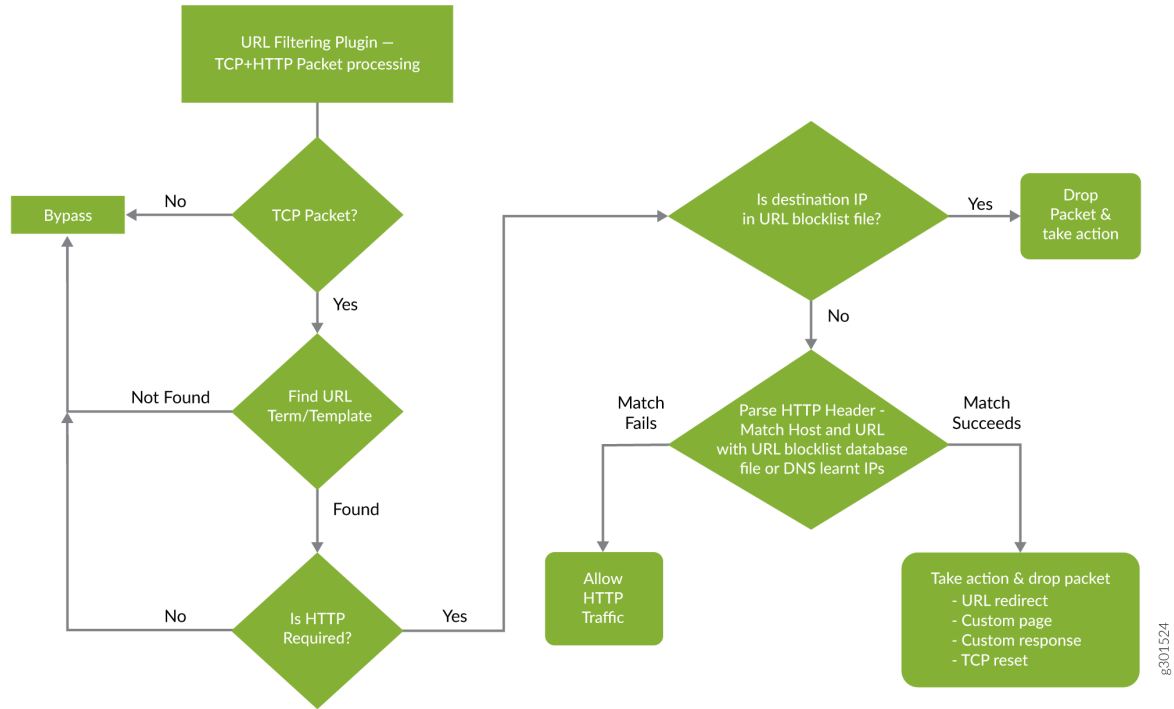 URL Filtering Plugin –
TCP+HTTP Packet processing
TCP Packet?
No
Bypass
Yes
Find URL
Term/Template
Not Found
Found
Is HTTP
Required?
No
Yes
Is destination IP
in URL blocklist file?
Yes
Drop
Packet &
take action
No
Parse HTTP Header -
Match Host and URL
with URL blocklist database
file or DNS learnt IPs
Match
Fails
Allow
HTTP
Traffic
Match
Succeeds
Take action & drop packet
- URL redirect
- Custom page
- Custom response
- TCP reset
g301524